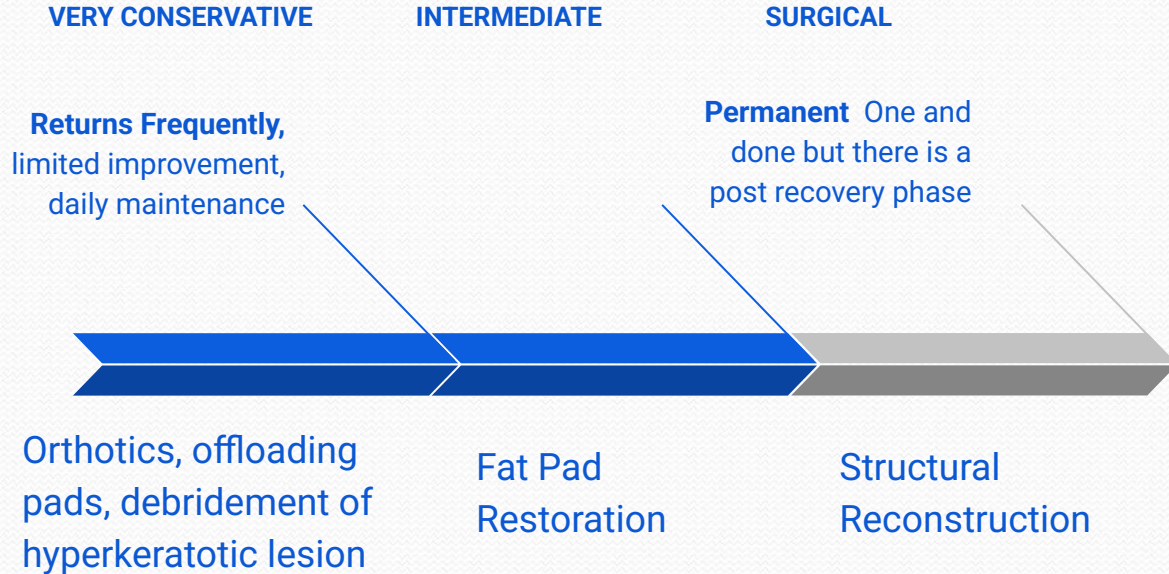 VERY CONSERVATIVE
INTERMEDIATE
SURGICAL
Returns Frequently,
limited improvement,
daily maintenance
Permanent One and
done but there is a
post recovery phase
Orthotics, offloading
pads, debridement of
hyperkeratotic lesion
Fat Pad
Restoration
Structural
Reconstruction